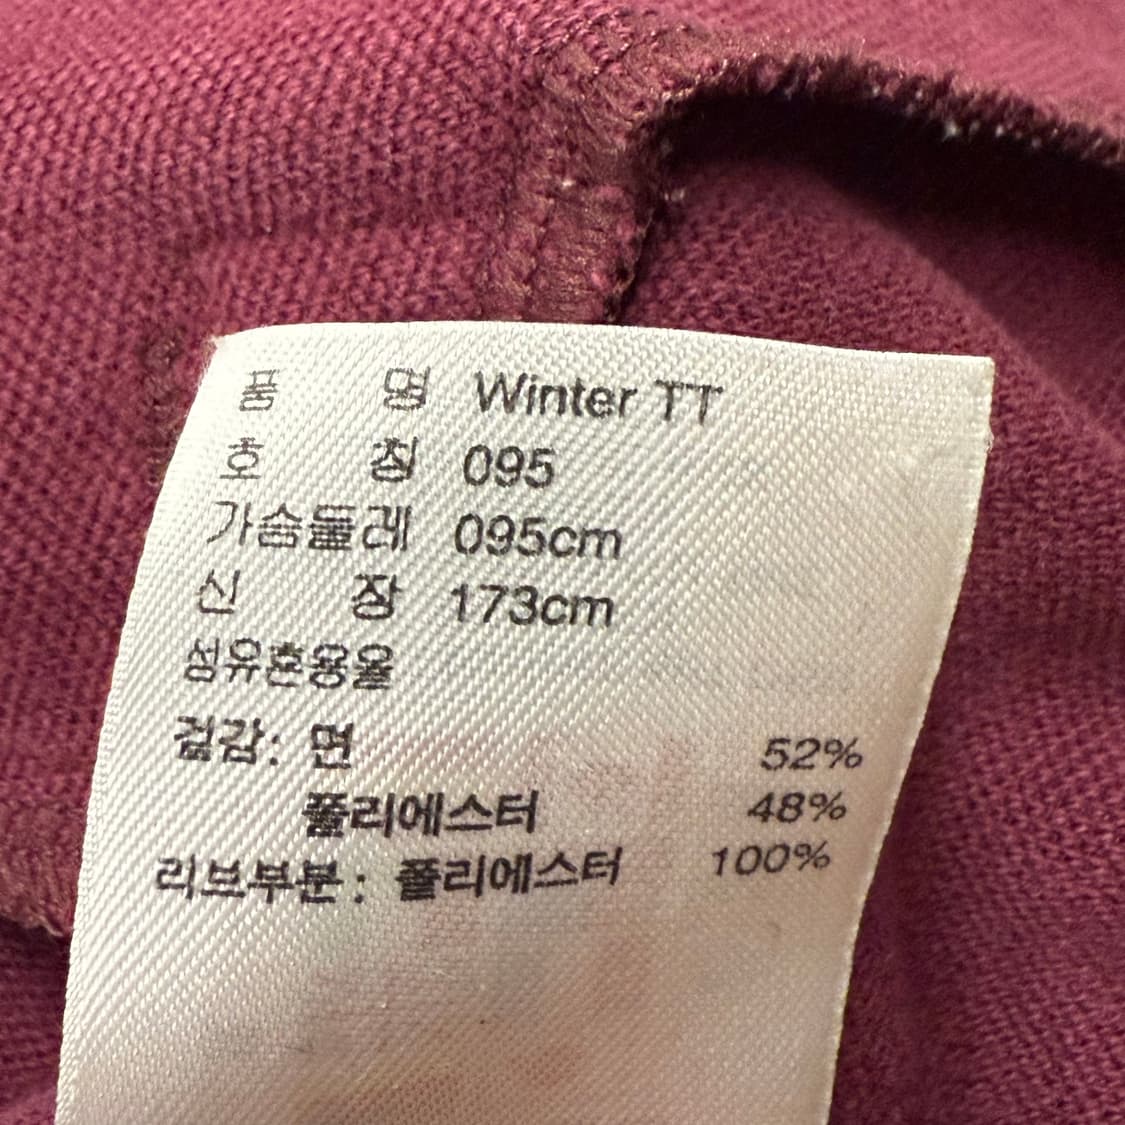 품 명 Winter TT
호 칭 095
가슴둘레 095cm
신 장 173cm
섬유혼용율
겉감: 면 52%
폴리에스터 48%
리브부분: 폴리에스터 100%